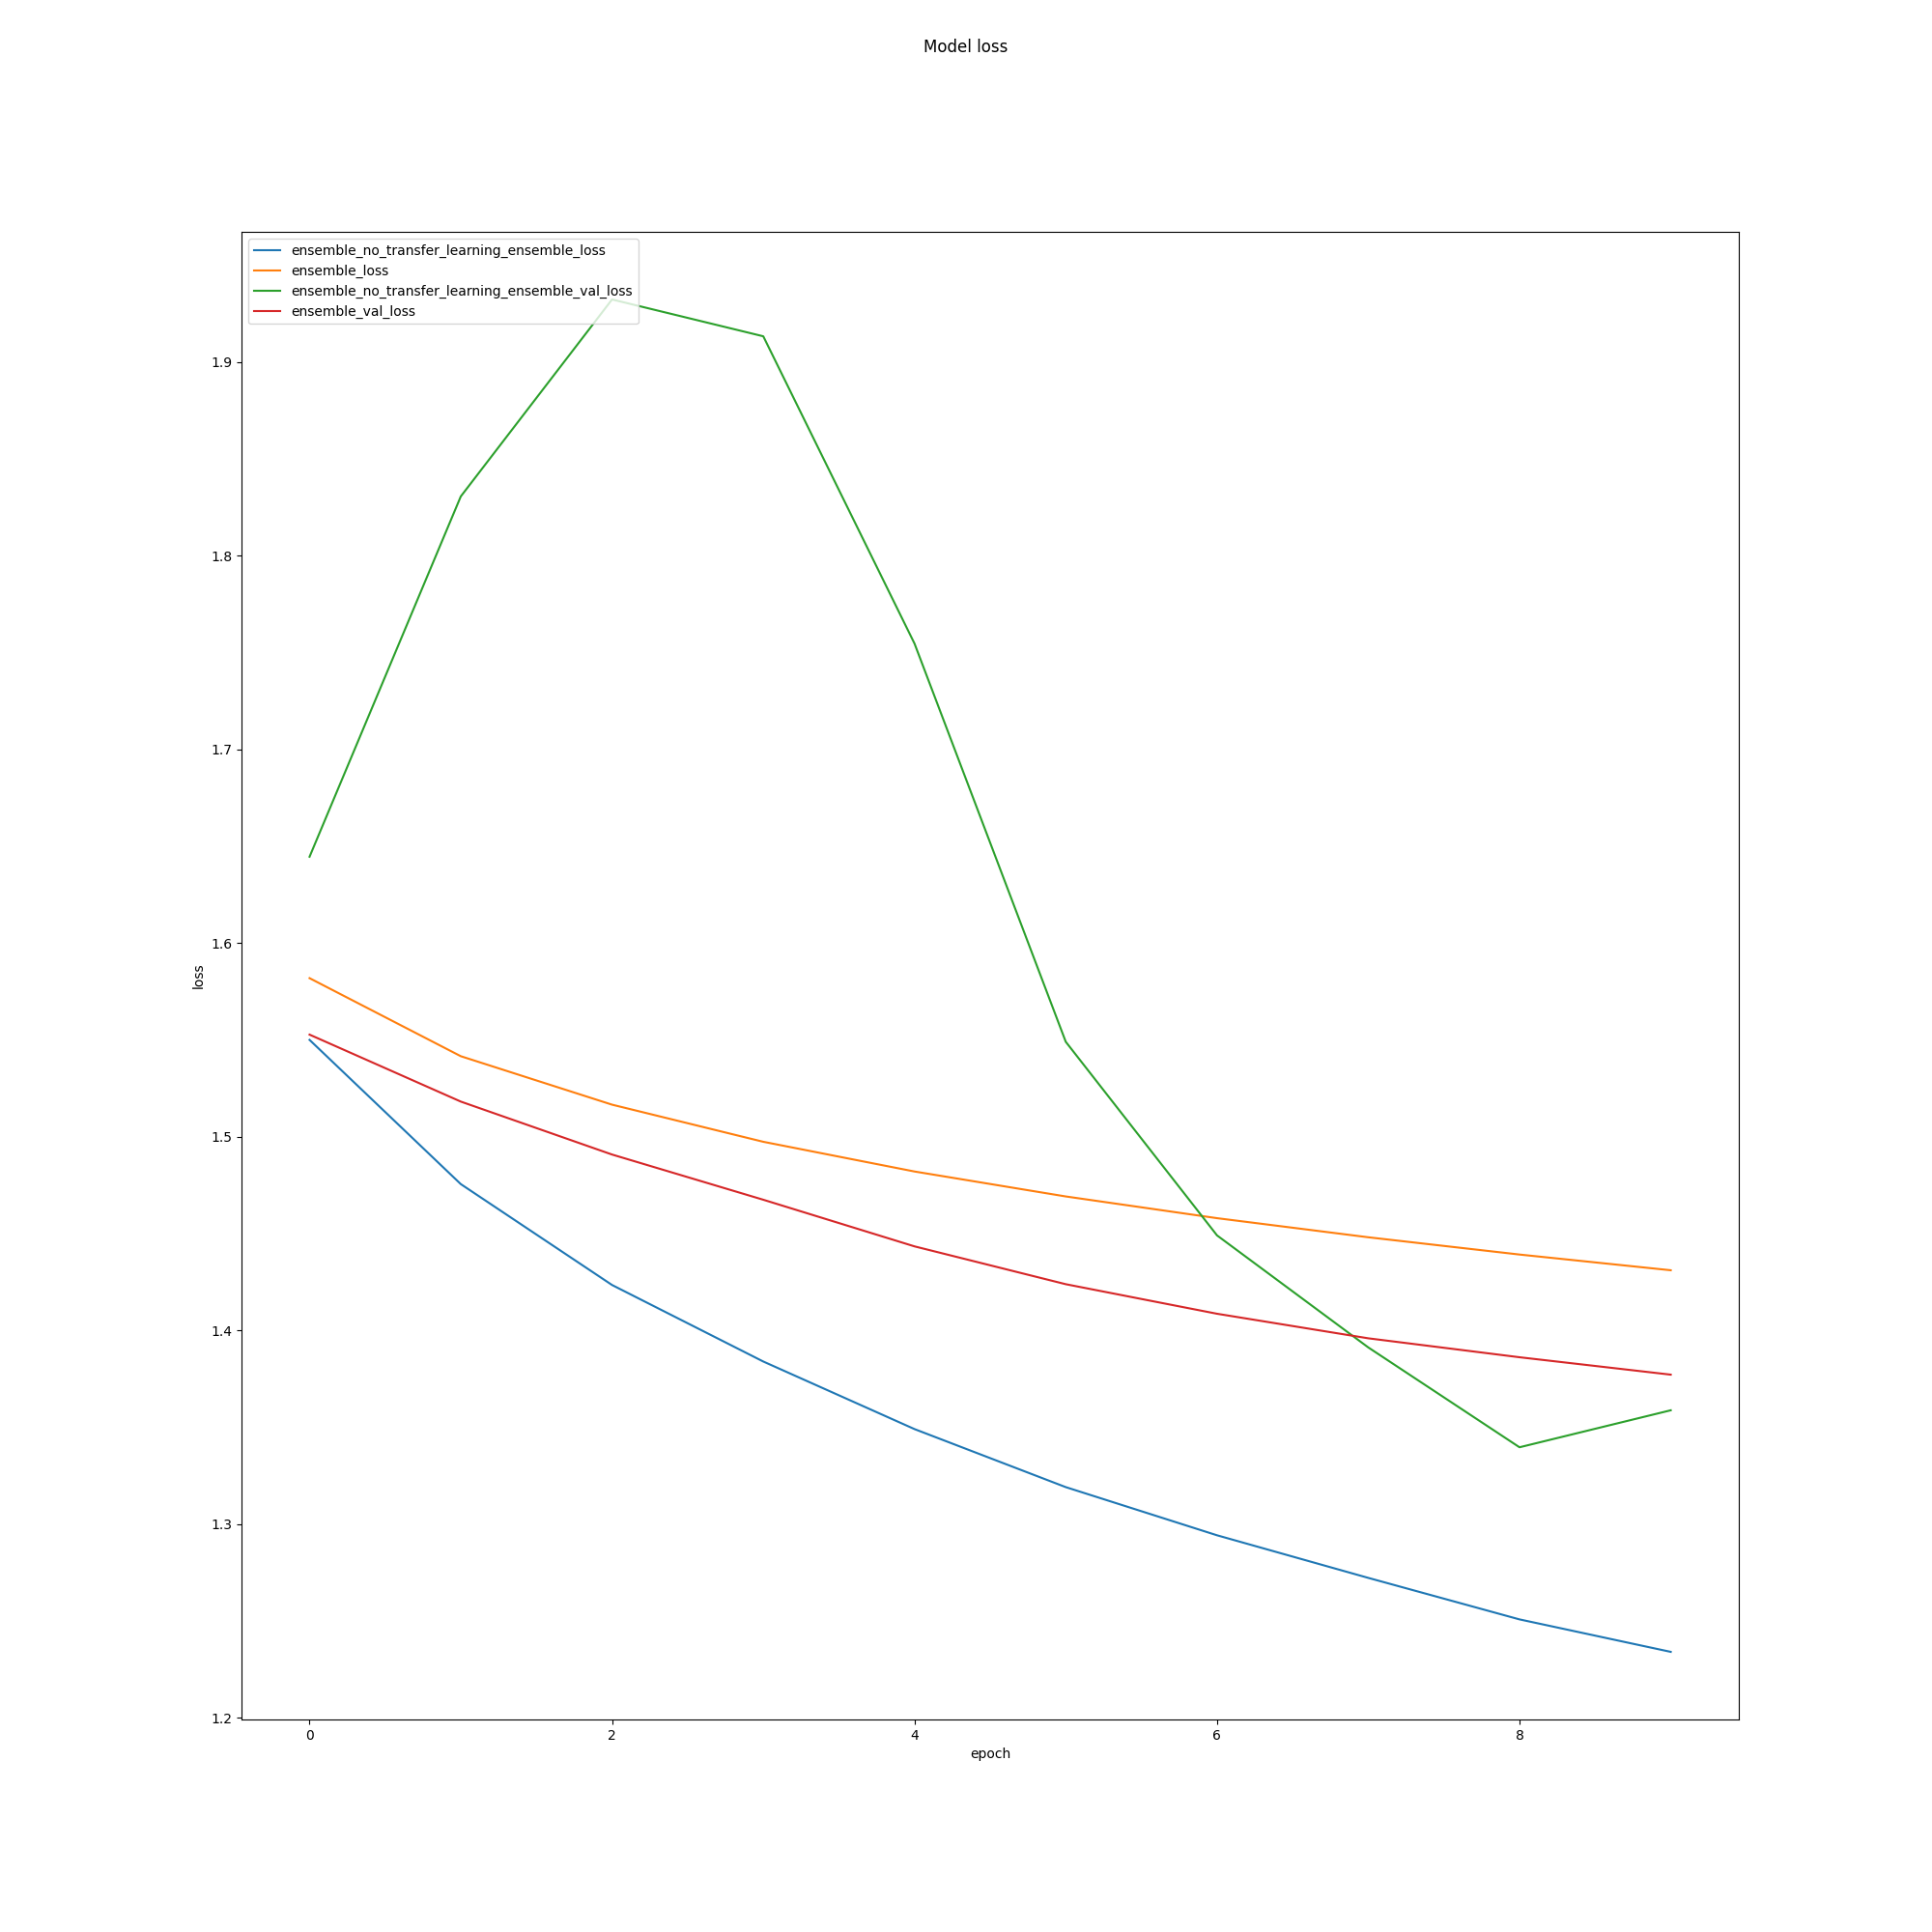 Model loss
ensemble_no_transfer_learning_ensemble_loss
ensemble_loss
ensemble_no_transfer_learning_ensemble_val_loss
ensemble_val_loss
1.9
1.8
1.7
1.6
1.5
1.4
1.3
1.2
loss
0 2 4 6 8
epoch